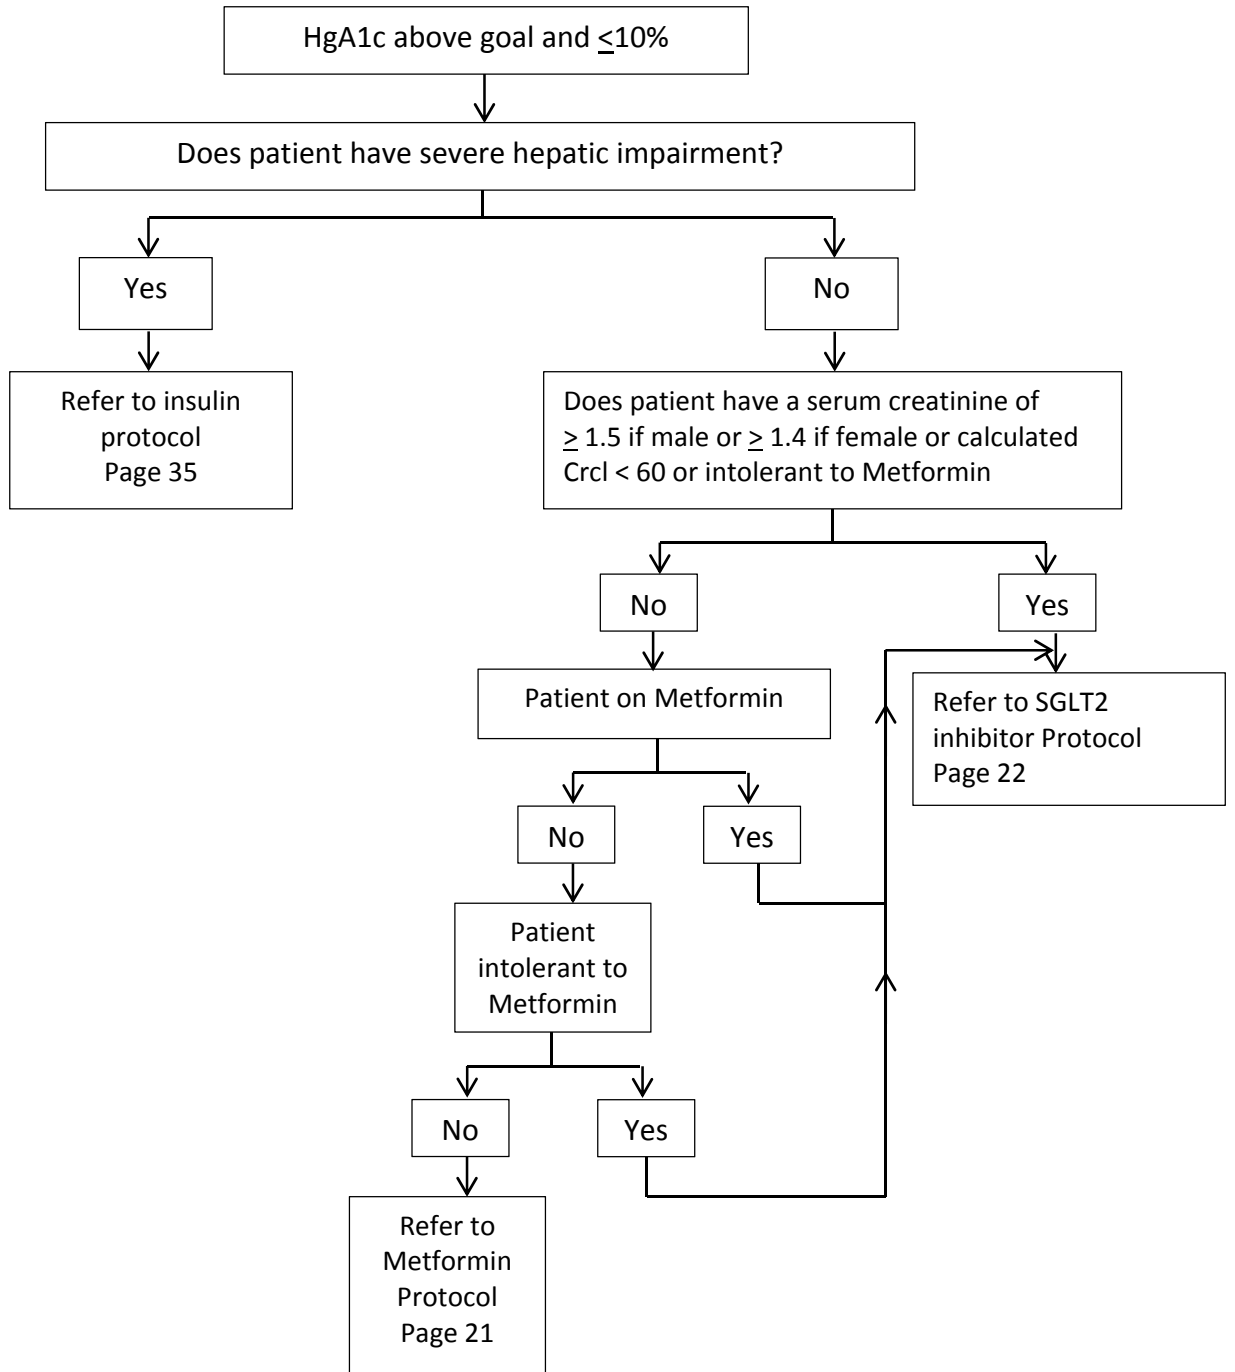 HgA1c above goal and <10%
Does patient have severe hepatic impairment?
Yes
No
Refer to insulin
protocol
Page 35
Does patient have a serum creatinine of
> 1.5 if male or > 1.4 if female or calculated
Crcl < 60 or intolerant to Metformin
No
Yes
Patient on Metformin
Refer to SGLT2
inhibitor Protocol
Page 22
No
Yes
Patient
intolerant to
Metformin
No
Yes
Refer to
Metformin
Protocol
Page 21